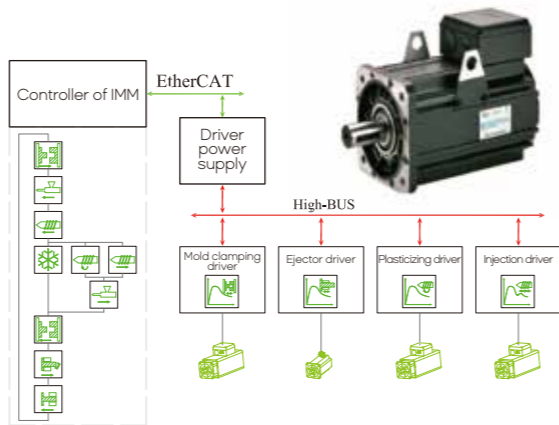 EtherCAT
Controller of IMM
Driver
power
supply
High-BUS
Mold clamping
driver
Ejector driver
Plasticizing driver
Injection driver